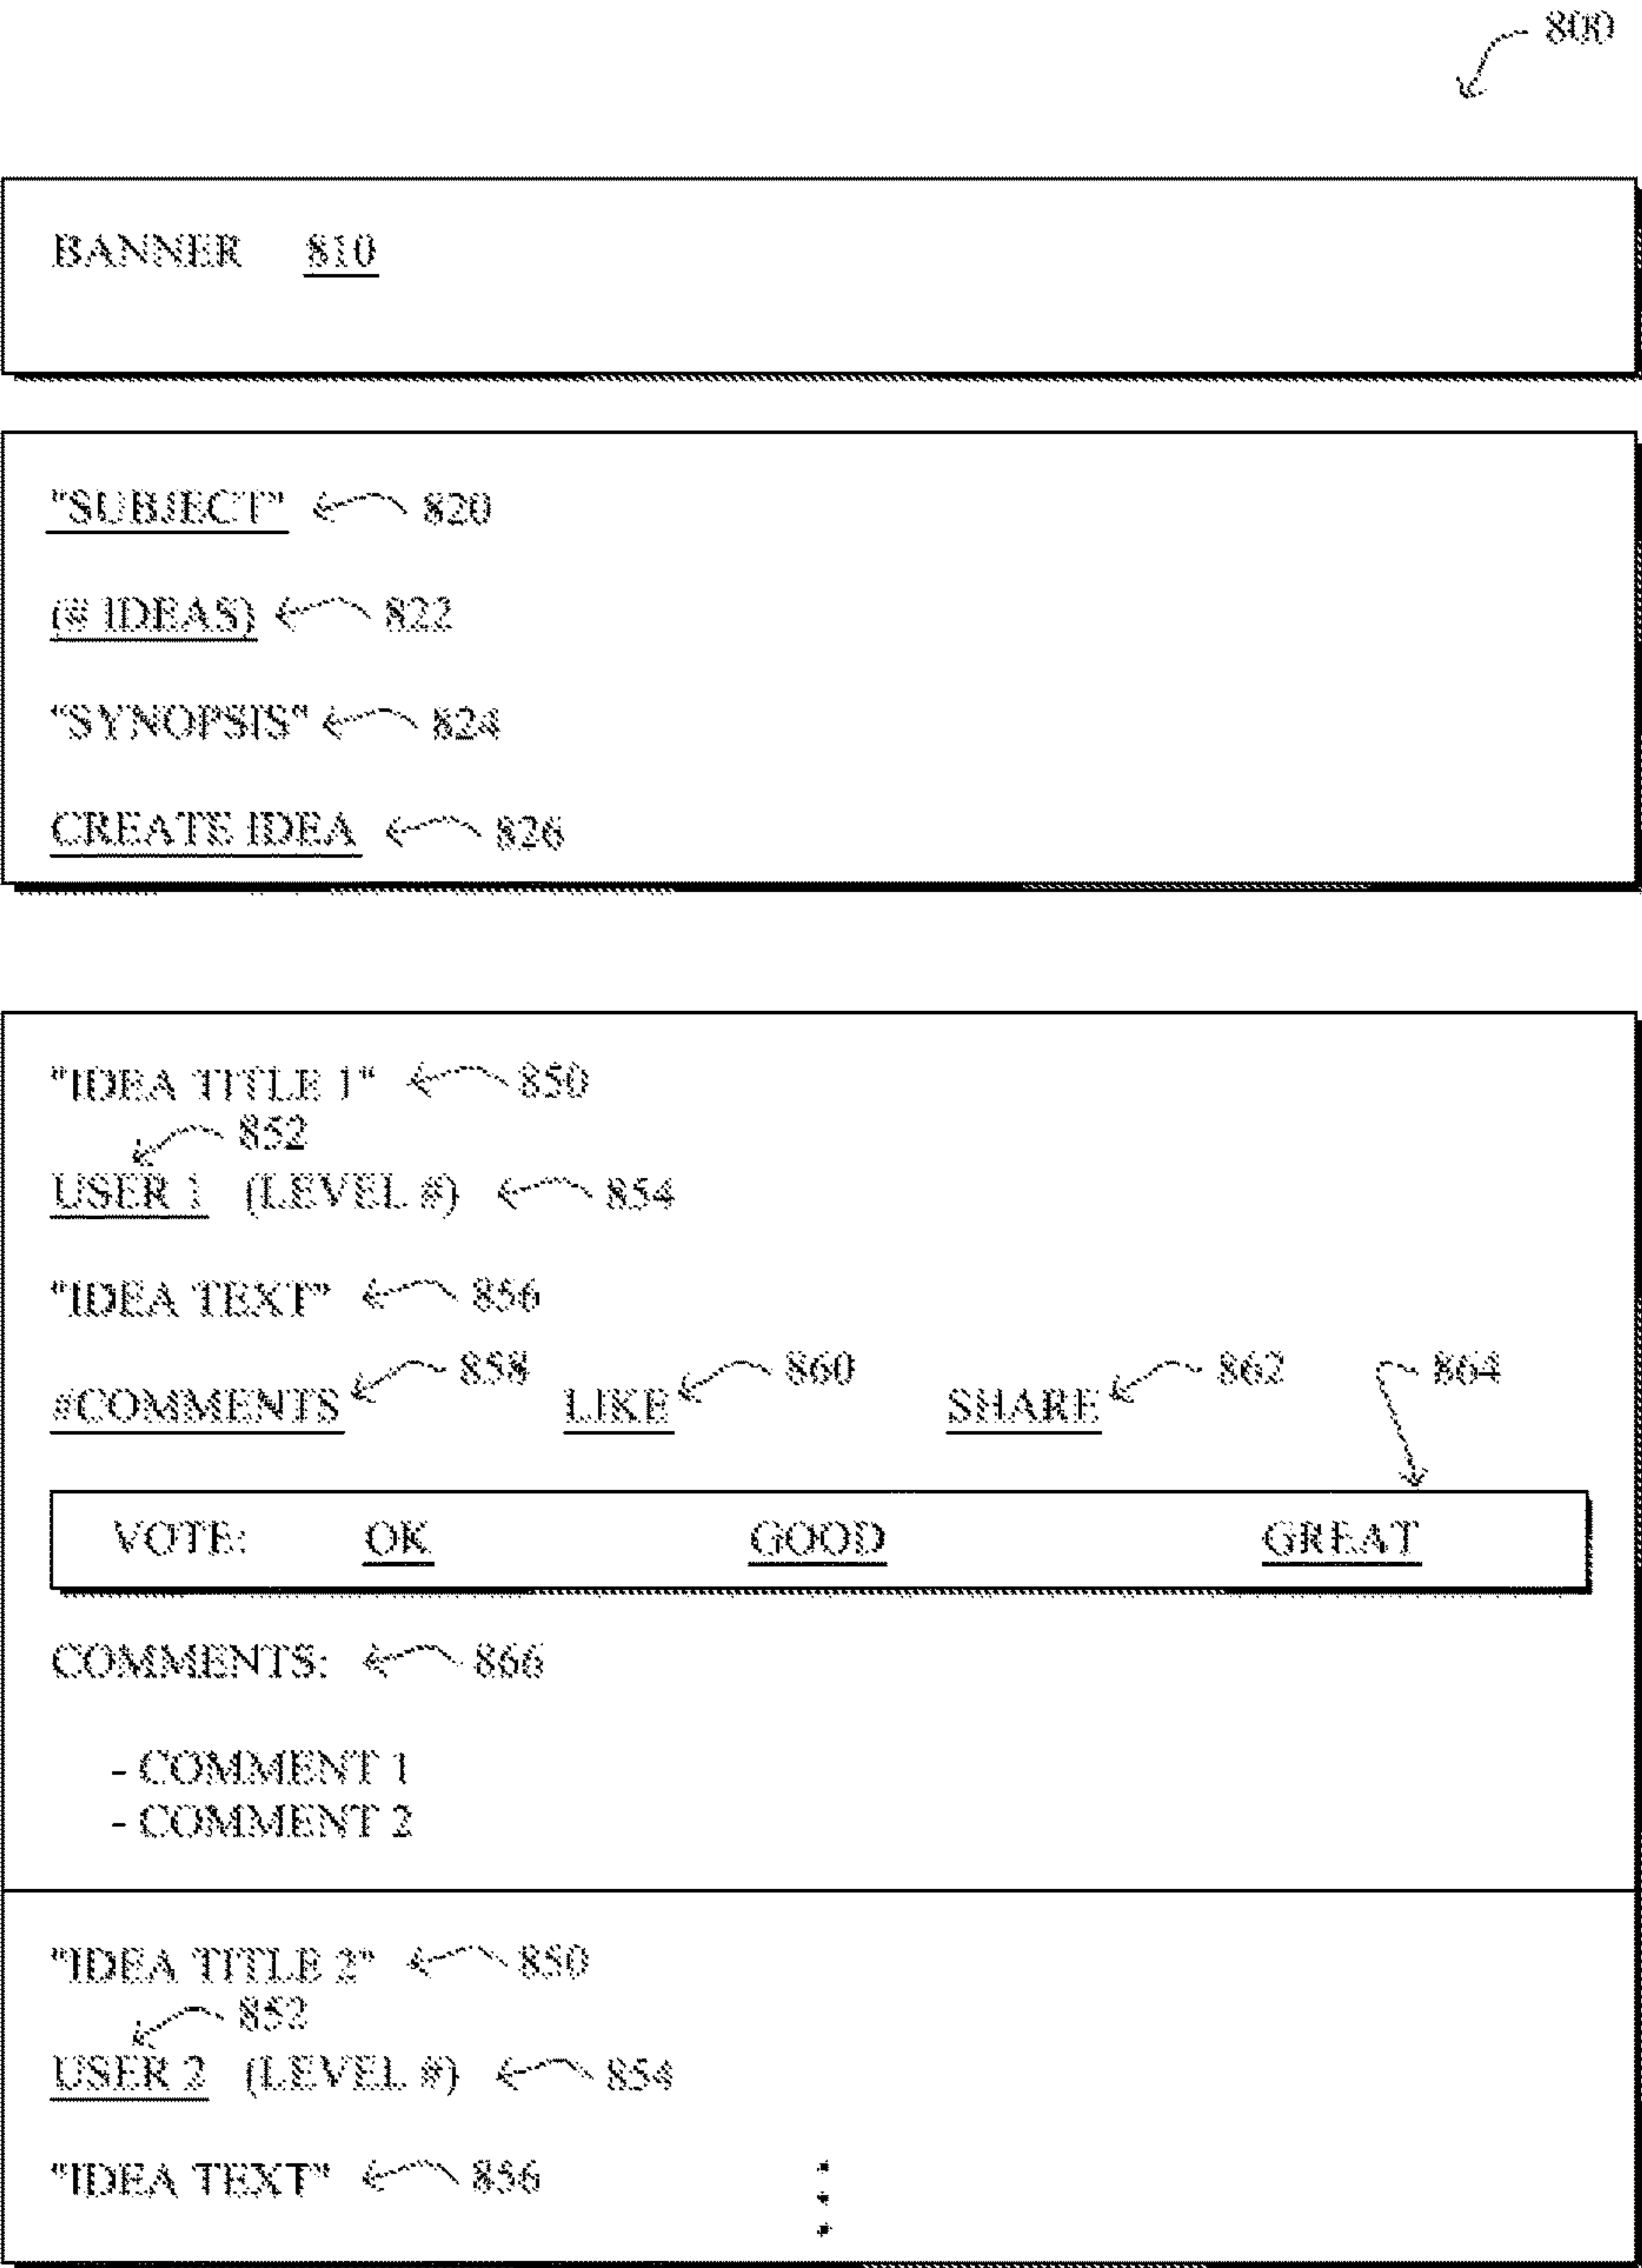 800
BANNER 810
"SUBJECT" 820
(# IDEAS) 822
"SYNOPSIS" 824
CREATE IDEA 826
"IDEA TITLE 1" 850
852
USER 1 (LEVEL #) 854
"IDEA TEXT" 856
858 860 862 864
#COMMENTS LIKE SHARE
VOTE: OK GOOD GREAT
COMMENTS: 866
- COMMENT 1
- COMMENT 2
"IDEA TITLE 2" 850
852
USER 2 (LEVEL #) 854
"IDEA TEXT" 856